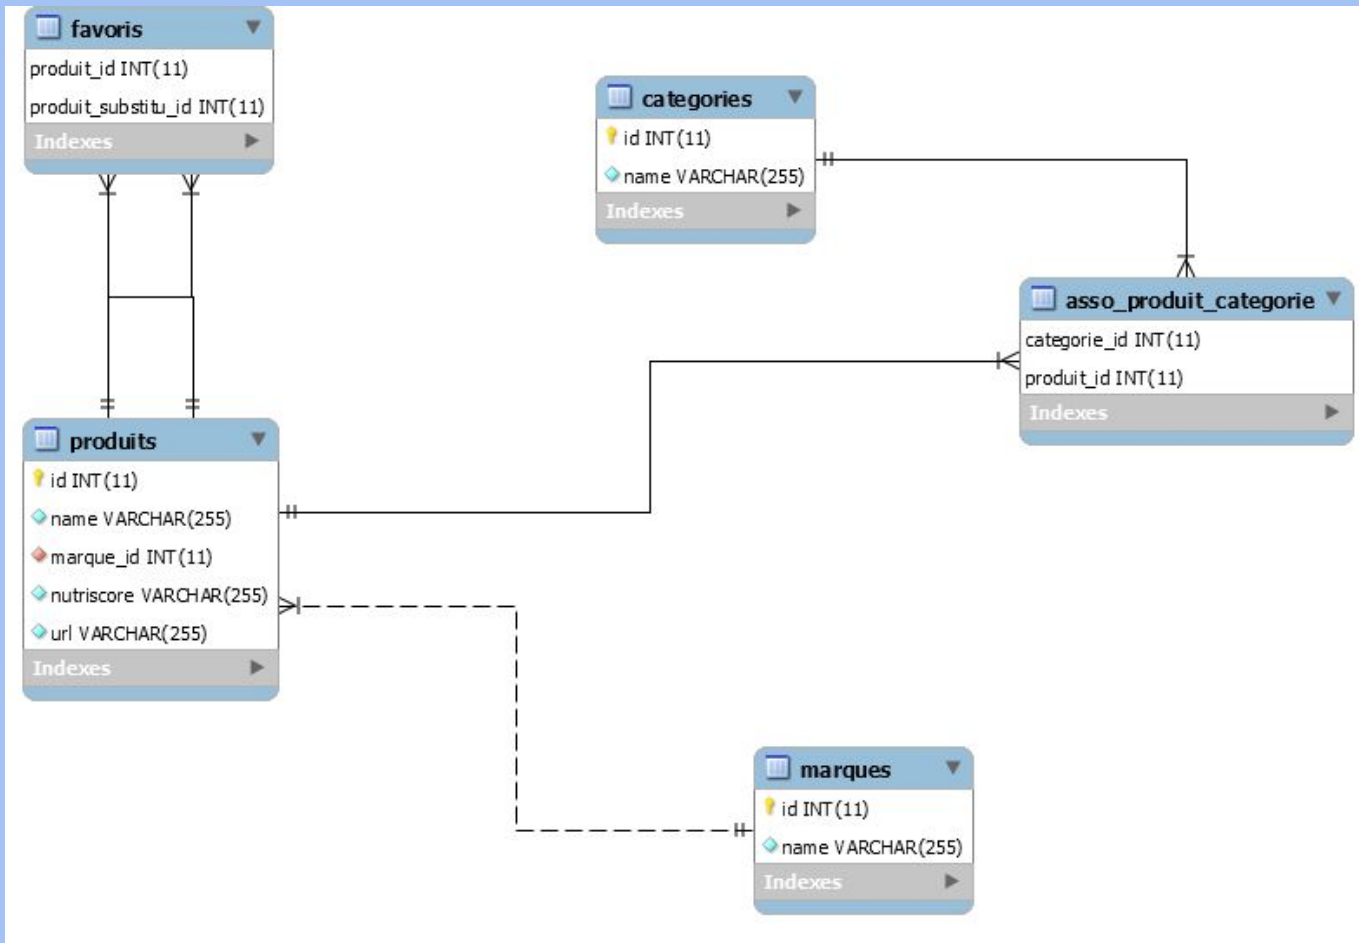 favoris
produit_id INT(11)
produit_substitu_id INT(11)
Indexes
categories
id INT(11)
name VARCHAR(255)
Indexes
asso_produit_categorie
categorie_id INT(11)
produit_id INT(11)
Indexes
produits
id INT(11)
name VARCHAR(255)
marque_id INT(11)
nutriscore VARCHAR(255)
url VARCHAR(255)
Indexes
marques
id INT(11)
name VARCHAR(255)
Indexes